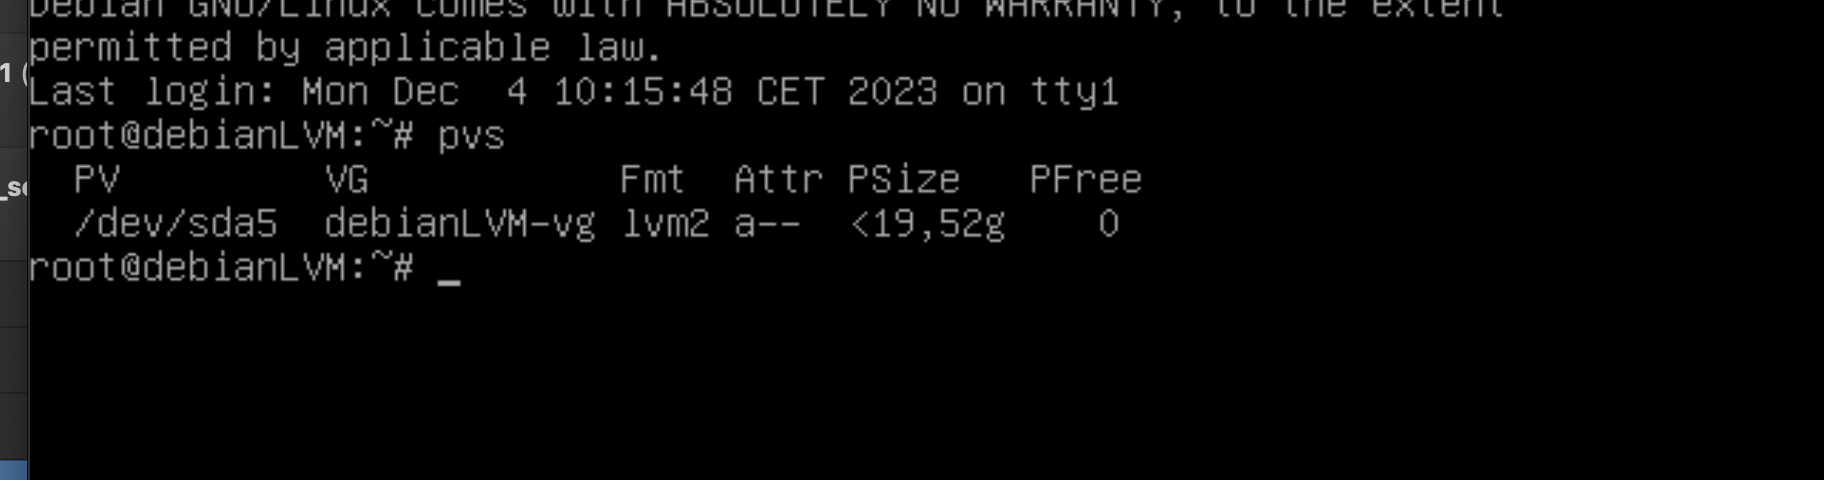 Debian GNU/Linux comes with ABSOLUTELY NO WARRANTY, to the extent
permitted by applicable law.
1 (
Last login: Mon Dec  4 10:15:48 CET 2023 on tty1
root@debianLVM:~# pvs
  PV         VG           Fmt  Attr PSize   PFree
_se
  /dev/sda5  debianLVM-vg lvm2 a--  <19,52g    0
root@debianLVM:~# _